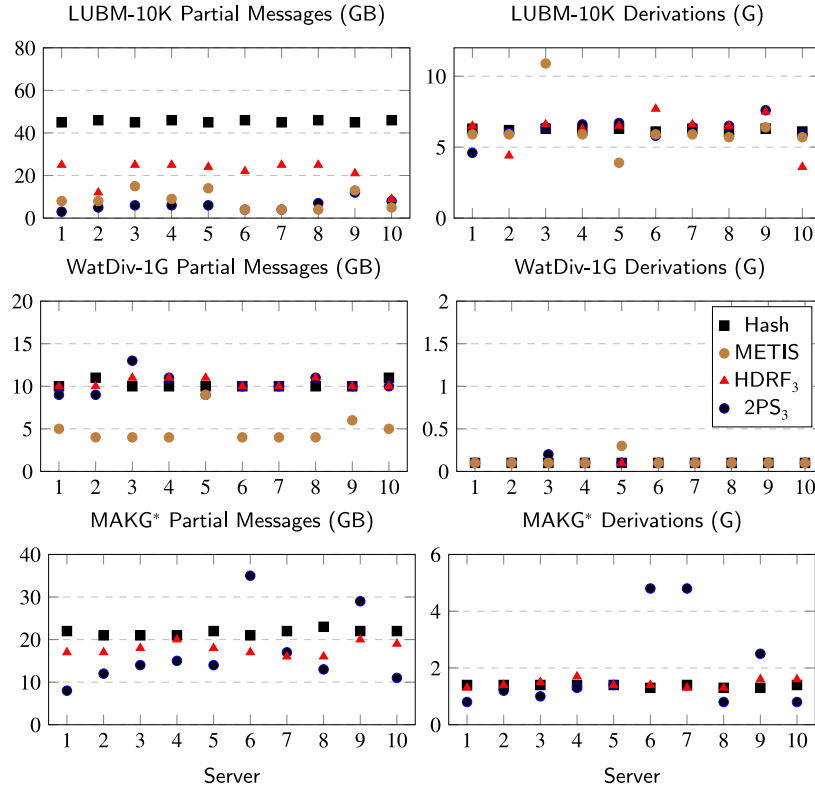 LUBM-10K Partial Messages (GB)
LUBM-10K Derivations (G)
80
60
40
20
0
1 2 3 4 5 6 7 8 9 10
10
5
0
1 2 3 4 5 6 7 8 9 10
WatDiv-1G Partial Messages (GB)
WatDiv-1G Derivations (G)
20
15
10
5
0
1 2 3 4 5 6 7 8 9 10
2
1.5
1
0.5
0
1 2 3 4 5 6 7 8 9 10
Hash
METIS
HDRF₃
2PS₃
MAKG* Partial Messages (GB)
MAKG* Derivations (G)
40
30
20
10
0
1 2 3 4 5 6 7 8 9 10
6
4
2
0
1 2 3 4 5 6 7 8 9 10
Server
Server